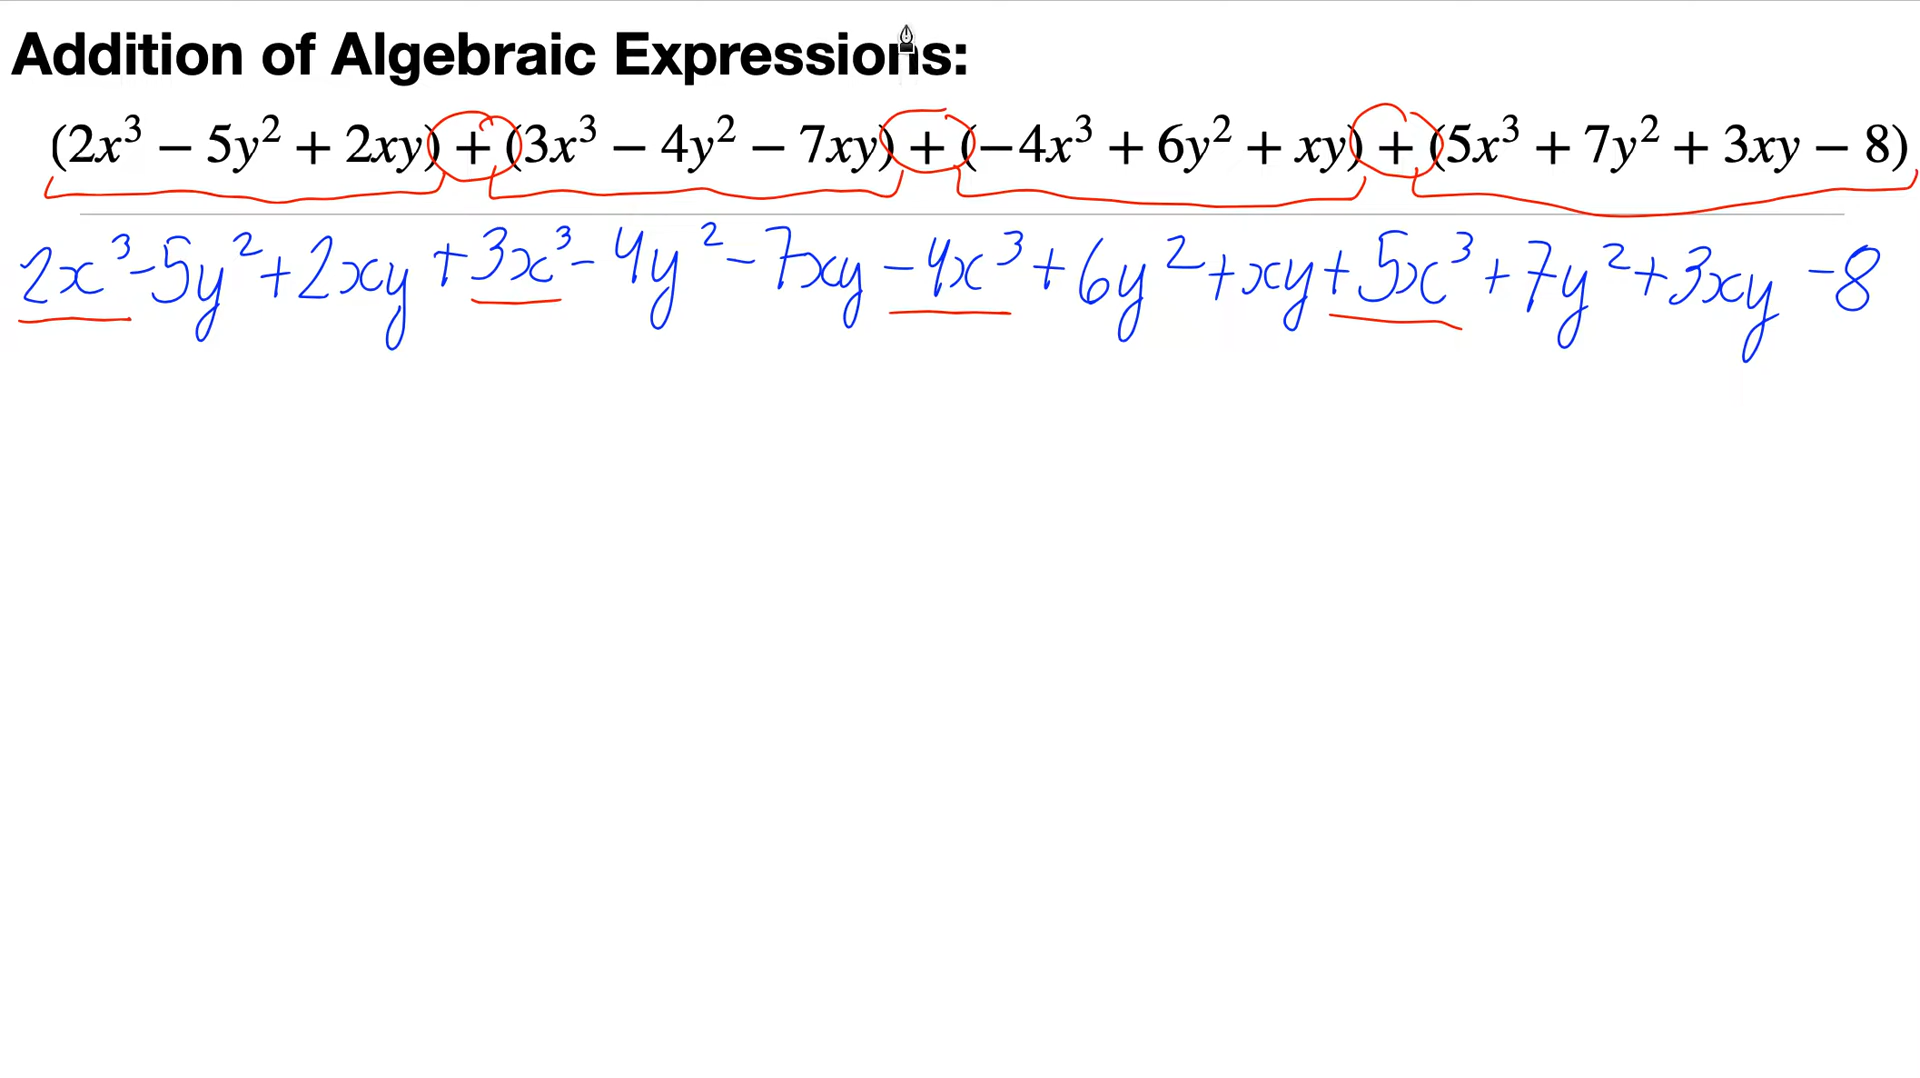 Addition of Algebraic Expressions:
(2x³ − 5y² + 2xy) + (3x³ − 4y² − 7xy) + (−4x³ + 6y² + xy) + (5x³ + 7y² + 3xy − 8)
2x³-5y²+2xy +3x³-4y²-7xy-4x³+6y²+xy+5x³+7y²+3xy-8